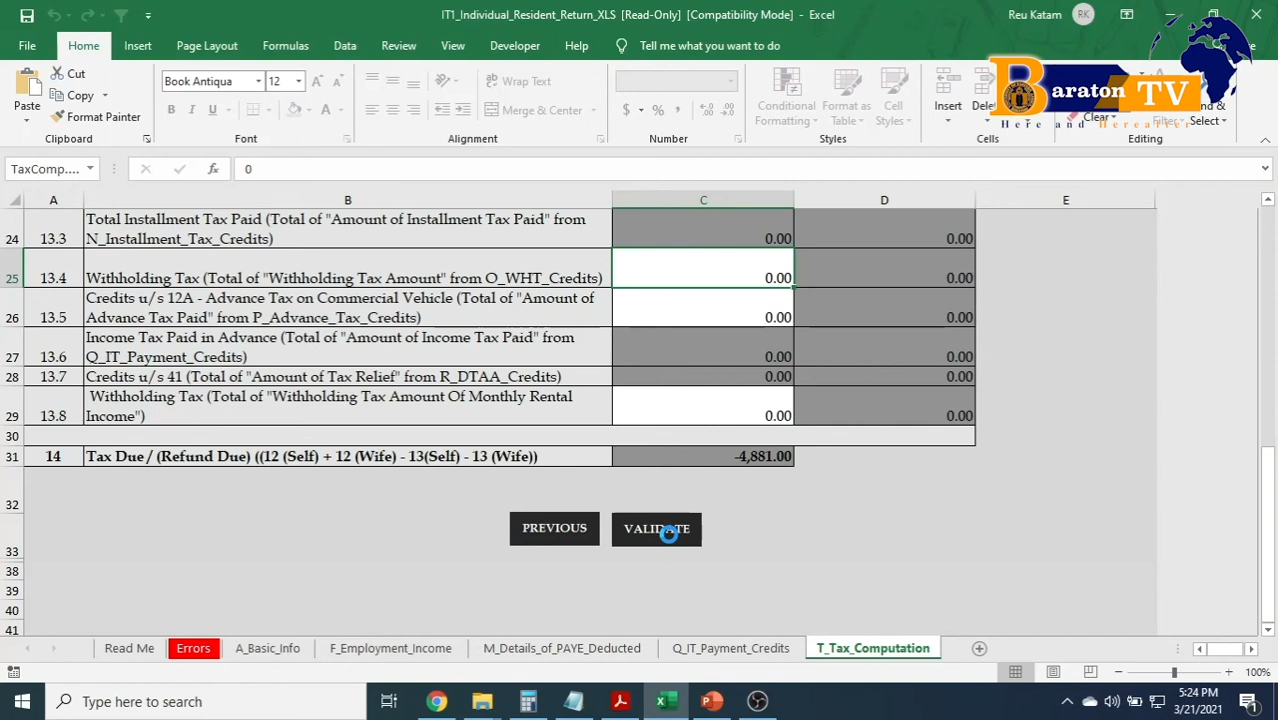 IT1_Individual_Resident_Return_XLS [Read-Only] [Compatibility Mode] - Excel
Reu Katam
RK
File
Home
Insert
Page Layout
Formulas
Data
Review
View
Developer
Help
Tell me what you want to do
Baraton TV
Here and Hereafter
Paste
Cut
Copy
Format Painter
Clipboard
Book Antiqua
12
B I U
Font
Wrap Text
Merge & Center
Alignment
$ % ,
Number
Conditional
Formatting
Format as
Table
Cell
Styles
Styles
Insert
Delet
Cells
Clear
Filter
&
Select
Editing
TaxComp....
fx
0
A B C D E
24 13.3 Total Installment Tax Paid (Total of "Amount of Installment Tax Paid" from
N_Installment_Tax_Credits) 0.00 0.00
25 13.4 Withholding Tax (Total of "Withholding Tax Amount" from O_WHT_Credits) 0.00 0.00
26 13.5 Credits u/s 12A - Advance Tax on Commercial Vehicle (Total of "Amount of
Advance Tax Paid" from P_Advance_Tax_Credits) 0.00 0.00
27 13.6 Income Tax Paid in Advance (Total of "Amount of Income Tax Paid" from
Q_IT_Payment_Credits) 0.00 0.00
28 13.7 Credits u/s 41 (Total of "Amount of Tax Relief" from R_DTAA_Credits) 0.00 0.00
29 13.8 Withholding Tax (Total of "Withholding Tax Amount Of Monthly Rental
Income") 0.00 0.00
30
31 14 Tax Due / (Refund Due) ((12 (Self) + 12 (Wife) - 13(Self) - 13 (Wife)) -4,881.00
32
33 PREVIOUS VALIDATE
38
39
40
41
Read Me
Errors
A_Basic_Info
F_Employment_Income
M_Details_of_PAYE_Deducted
Q_IT_Payment_Credits
T_Tax_Computation
100%
Type here to search
5:24 PM
3/21/2021
1